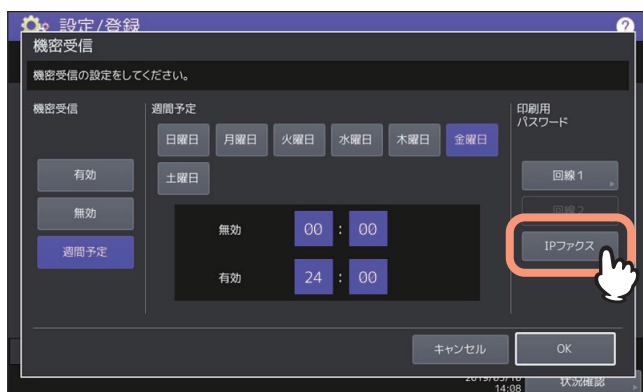 設定/登録
?
機密受信
機密受信の設定をしてください。
機密受信
週間予定
印刷用
パスワード
日曜日 月曜日 火曜日 水曜日 木曜日 金曜日
土曜日
有効
無効
週間予定
無効 00 : 00
有効 24 : 00
回線1
回線2
IPファクス
キャンセル OK
14:08
状況確認